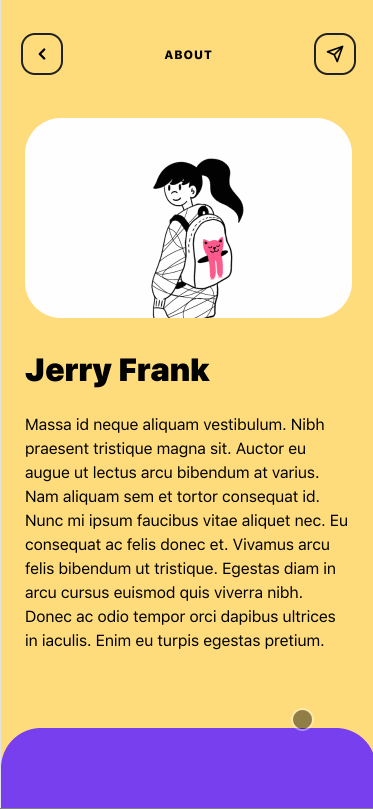 ABOUT
Jerry Frank
Massa id neque aliquam vestibulum. Nibh
praesent tristique magna sit. Auctor eu
augue ut lectus arcu bibendum at varius.
Nam aliquam sem et tortor consequat id.
Nunc mi ipsum faucibus vitae aliquet nec. Eu
consequat ac felis donec et. Vivamus arcu
felis bibendum ut tristique. Egestas diam in
arcu cursus euismod quis viverra nibh.
Donec ac odio tempor orci dapibus ultrices
in iaculis. Enim eu turpis egestas pretium.